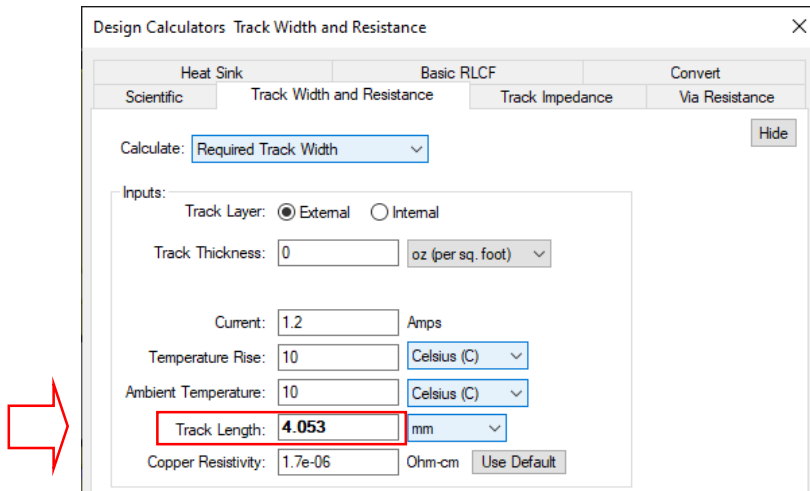 Design Calculators Track Width and Resistance
Heat Sink Basic RLCF Convert
Scientific Track Width and Resistance Track Impedance Via Resistance
Hide
Calculate: Required Track Width
Inputs:
Track Layer: External Internal
Track Thickness: 0 oz (per sq. foot)
Current: 1.2 Amps
Temperature Rise: 10 Celsius (C)
Ambient Temperature: 10 Celsius (C)
Track Length: 4.053 mm
Copper Resistivity: 1.7e-06 Ohm-cm Use Default